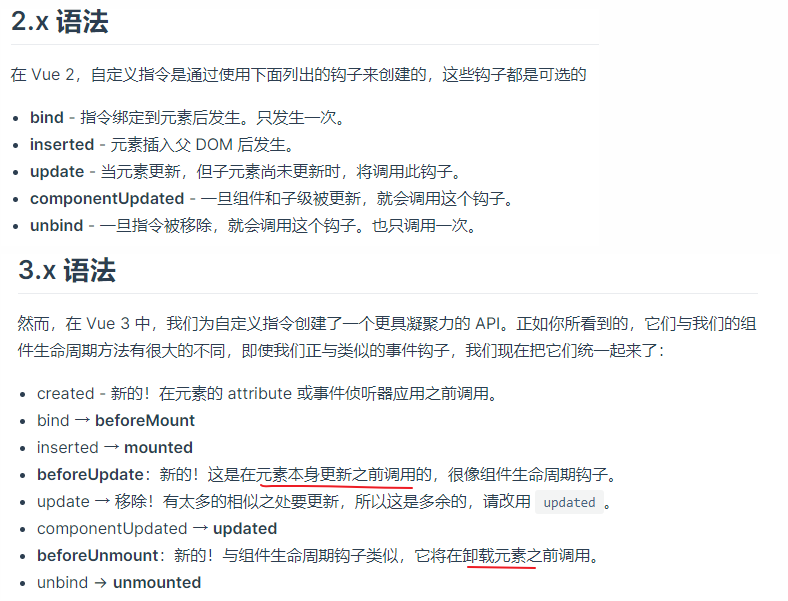 2.x 语法
在 Vue 2，自定义指令是通过使用下面列出的钩子来创建的，这些钩子都是可选的
• bind - 指令绑定到元素后发生。只发生一次。
• inserted - 元素插入父 DOM 后发生。
• update - 当元素更新，但子元素尚未更新时，将调用此钩子。
• componentUpdated - 一旦组件和子级被更新，就会调用这个钩子。
• unbind - 一旦指令被移除，就会调用这个钩子。也只调用一次。
3.x 语法
然而，在 Vue 3 中，我们为自定义指令创建了一个更具凝聚力的 API。正如你所看到的，它们与我们的组
件生命周期方法有很大的不同，即使我们正与类似的事件钩子，我们现在把它们统一起来了：
• created - 新的！在元素的 attribute 或事件侦听器应用之前调用。
• bind → beforeMount
• inserted → mounted
• beforeUpdate：新的！这是在元素本身更新之前调用的，很像组件生命周期钩子。
• update → 移除！有太多的相似之处要更新，所以这是多余的，请改用 updated。
• componentUpdated → updated
• beforeUnmount：新的！与组件生命周期钩子类似，它将在卸载元素之前调用。
• unbind → unmounted